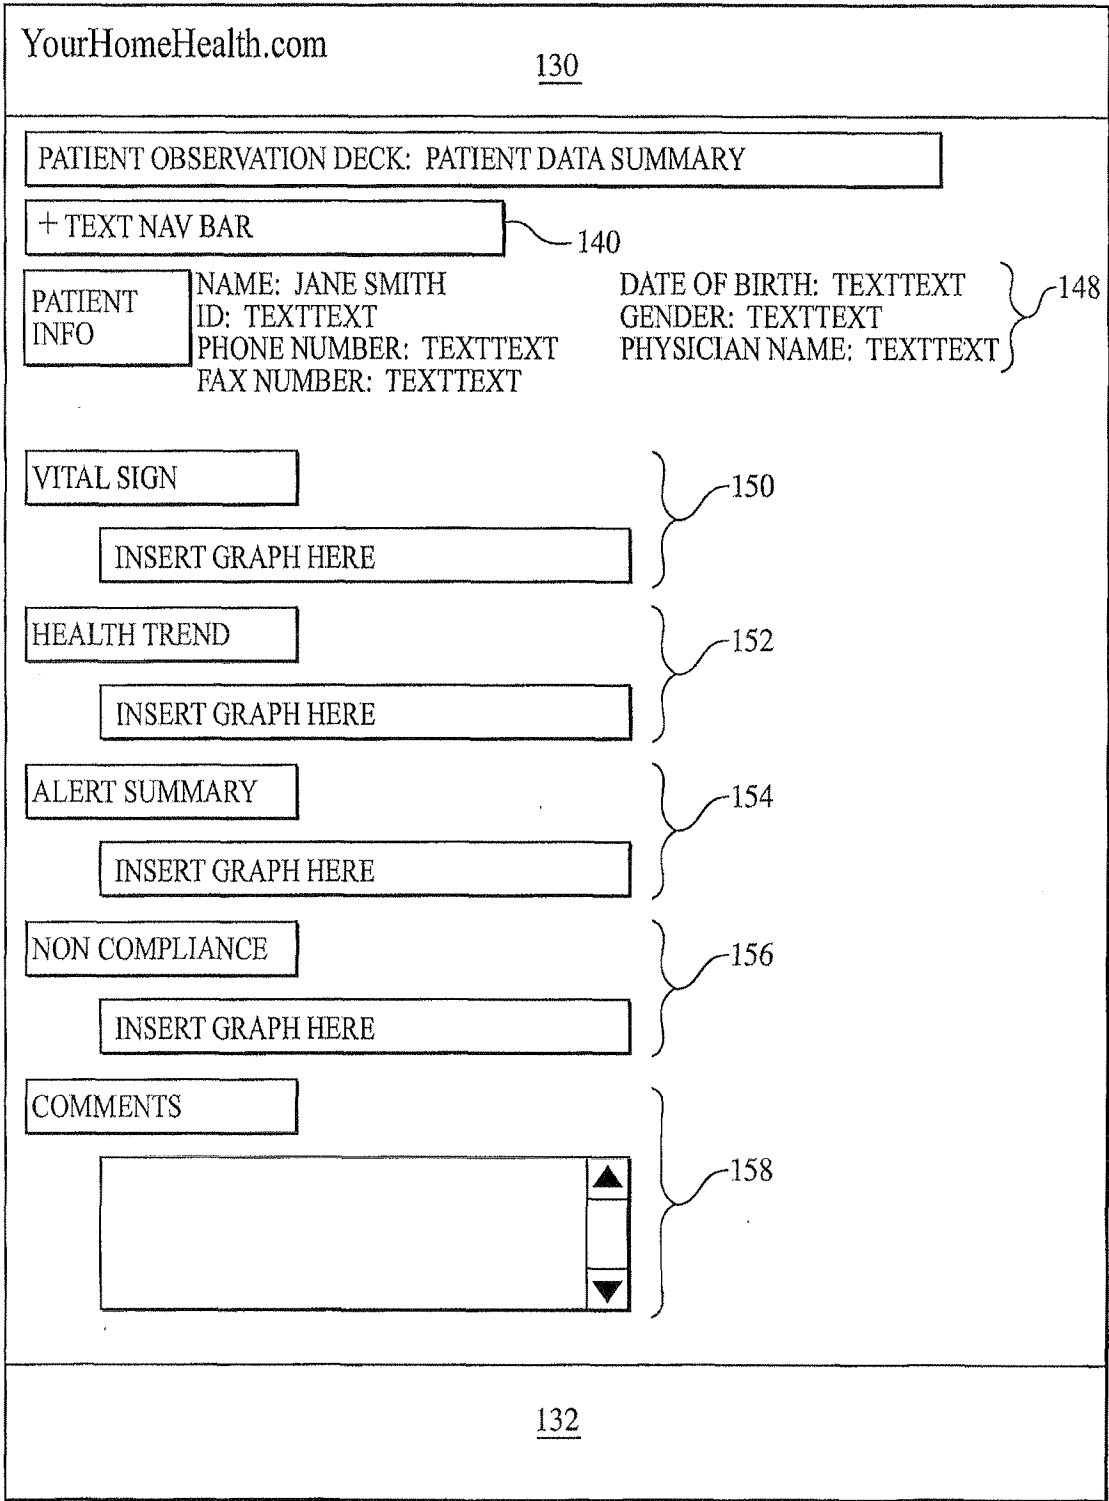 YourHomeHealth.com
130
PATIENT OBSERVATION DECK: PATIENT DATA SUMMARY
+ TEXT NAV BAR
140
PATIENT INFO
NAME: JANE SMITH
ID: TEXTTEXT
PHONE NUMBER: TEXTTEXT
FAX NUMBER: TEXTTEXT
DATE OF BIRTH: TEXTTEXT
GENDER: TEXTTEXT
PHYSICIAN NAME: TEXTTEXT
148
VITAL SIGN
150
INSERT GRAPH HERE
HEALTH TREND
152
INSERT GRAPH HERE
ALERT SUMMARY
154
INSERT GRAPH HERE
NON COMPLIANCE
156
INSERT GRAPH HERE
COMMENTS
158
132